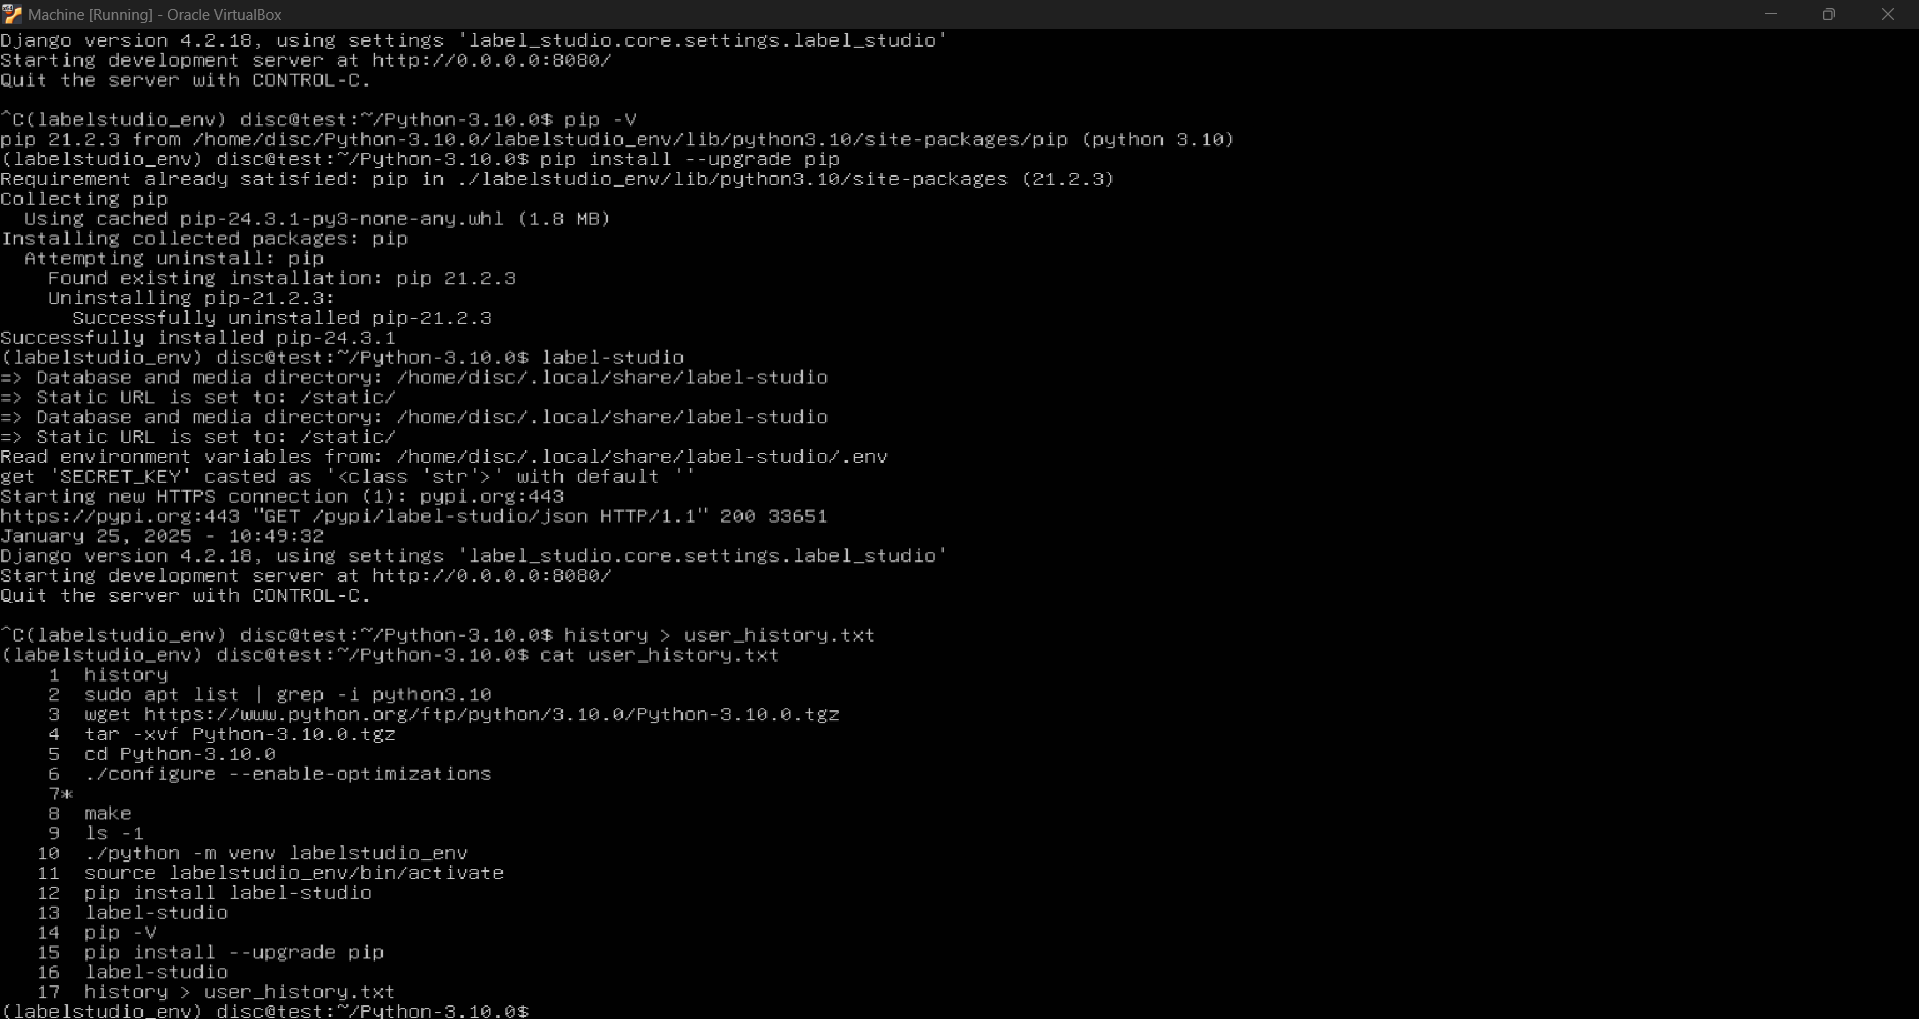 Machine [Running] - Oracle VirtualBox
Django version 4.2.18, using settings 'label_studio.core.settings.label_studio'
Starting development server at http://0.0.0.0:8080/
Quit the server with CONTROL-C.
^C(labelstudio_env) disc@test:~/Python-3.10.0$ pip -V
pip 21.2.3 from /home/disc/Python-3.10.0/labelstudio_env/lib/python3.10/site-packages/pip (python 3.10)
(labelstudio_env) disc@test:~/Python-3.10.0$ pip install --upgrade pip
Requirement already satisfied: pip in ./labelstudio_env/lib/python3.10/site-packages (21.2.3)
Collecting pip
  Using cached pip-24.3.1-py3-none-any.whl (1.8 MB)
Installing collected packages: pip
  Attempting uninstall: pip
    Found existing installation: pip 21.2.3
    Uninstalling pip-21.2.3:
      Successfully uninstalled pip-21.2.3
Successfully installed pip-24.3.1
(labelstudio_env) disc@test:~/Python-3.10.0$ label-studio
=> Database and media directory: /home/disc/.local/share/label-studio
=> Static URL is set to: /static/
=> Database and media directory: /home/disc/.local/share/label-studio
=> Static URL is set to: /static/
Read environment variables from: /home/disc/.local/share/label-studio/.env
get 'SECRET_KEY' casted as '<class 'str'>' with default ''
Starting new HTTPS connection (1): pypi.org:443
https://pypi.org:443 "GET /pypi/label-studio/json HTTP/1.1" 200 33651
January 25, 2025 - 10:49:32
Django version 4.2.18, using settings 'label_studio.core.settings.label_studio'
Starting development server at http://0.0.0.0:8080/
Quit the server with CONTROL-C.
^C(labelstudio_env) disc@test:~/Python-3.10.0$ history > user_history.txt
(labelstudio_env) disc@test:~/Python-3.10.0$ cat user_history.txt
    1  history
    2  sudo apt list | grep -i python3.10
    3  wget https://www.python.org/ftp/python/3.10.0/Python-3.10.0.tgz
    4  tar -xvf Python-3.10.0.tgz
    5  cd Python-3.10.0
    6  ./configure --enable-optimizations
    7*
    8  make
    9  ls -1
   10  ./python -m venv labelstudio_env
   11  source labelstudio_env/bin/activate
   12  pip install label-studio
   13  label-studio
   14  pip -V
   15  pip install --upgrade pip
   16  label-studio
   17  history > user_history.txt
(labelstudio_env) disc@test:~/Python-3.10.0$